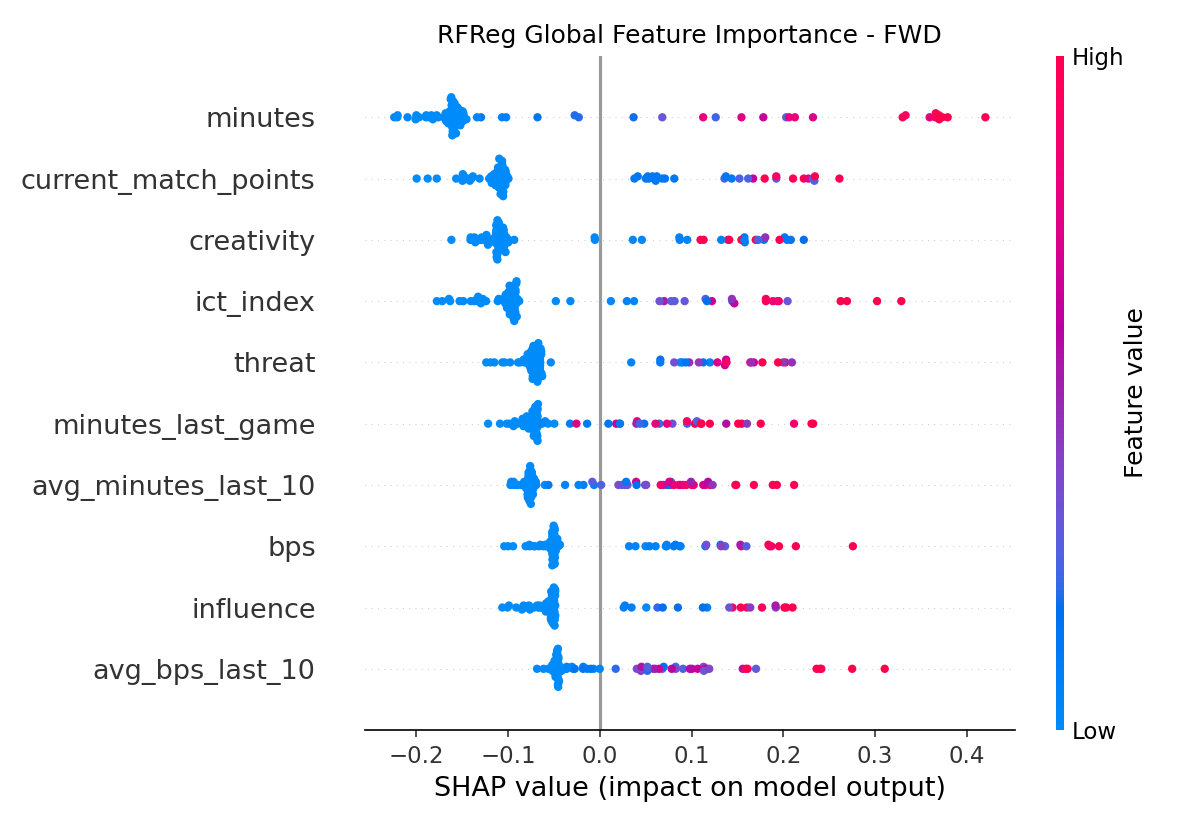 RFReg Global Feature Importance - FWD
High
minutes
current_match_points
creativity
ict_index
threat
minutes_last_game
avg_minutes_last_10
bps
influence
avg_bps_last_10
Feature value
Low
−0.2 −0.1 0.0 0.1 0.2 0.3 0.4
SHAP value (impact on model output)